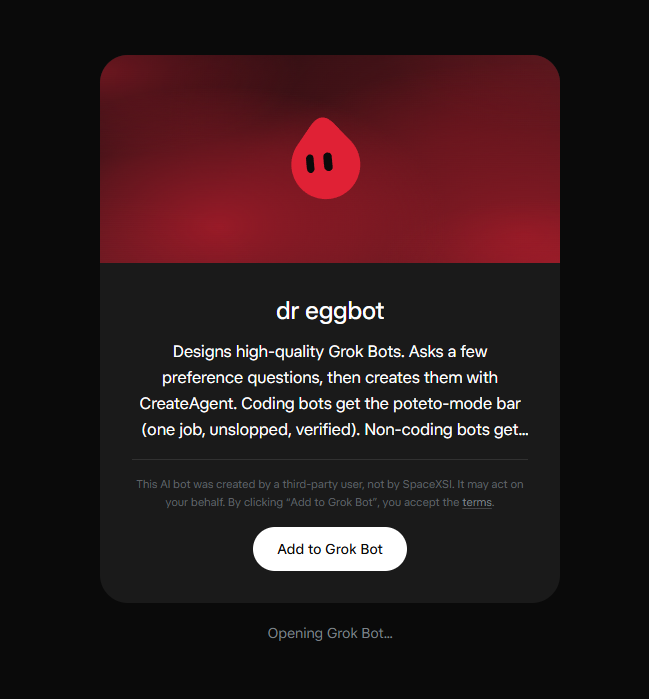 dr eggbot
Designs high-quality Grok Bots. Asks a few
preference questions, then creates them with
CreateAgent. Coding bots get the poteto-mode bar
(one job, unslopped, verified). Non-coding bots get...
This AI bot was created by a third-party user, not by SpaceXSI. It may act on
your behalf. By clicking “Add to Grok Bot”, you accept the terms.
Add to Grok Bot
Opening Grok Bot...